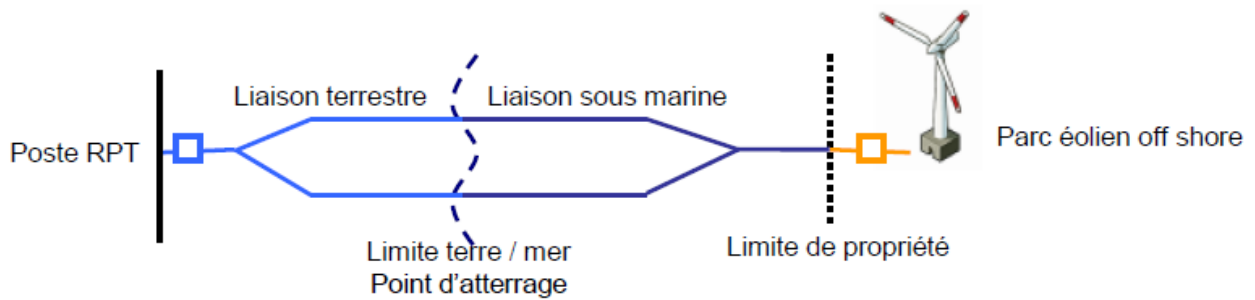 Liaison terrestre
Liaison sous marine
Poste RPT
Parc éolien off shore
Limite terre / mer
Point d'atterrage
Limite de propriété